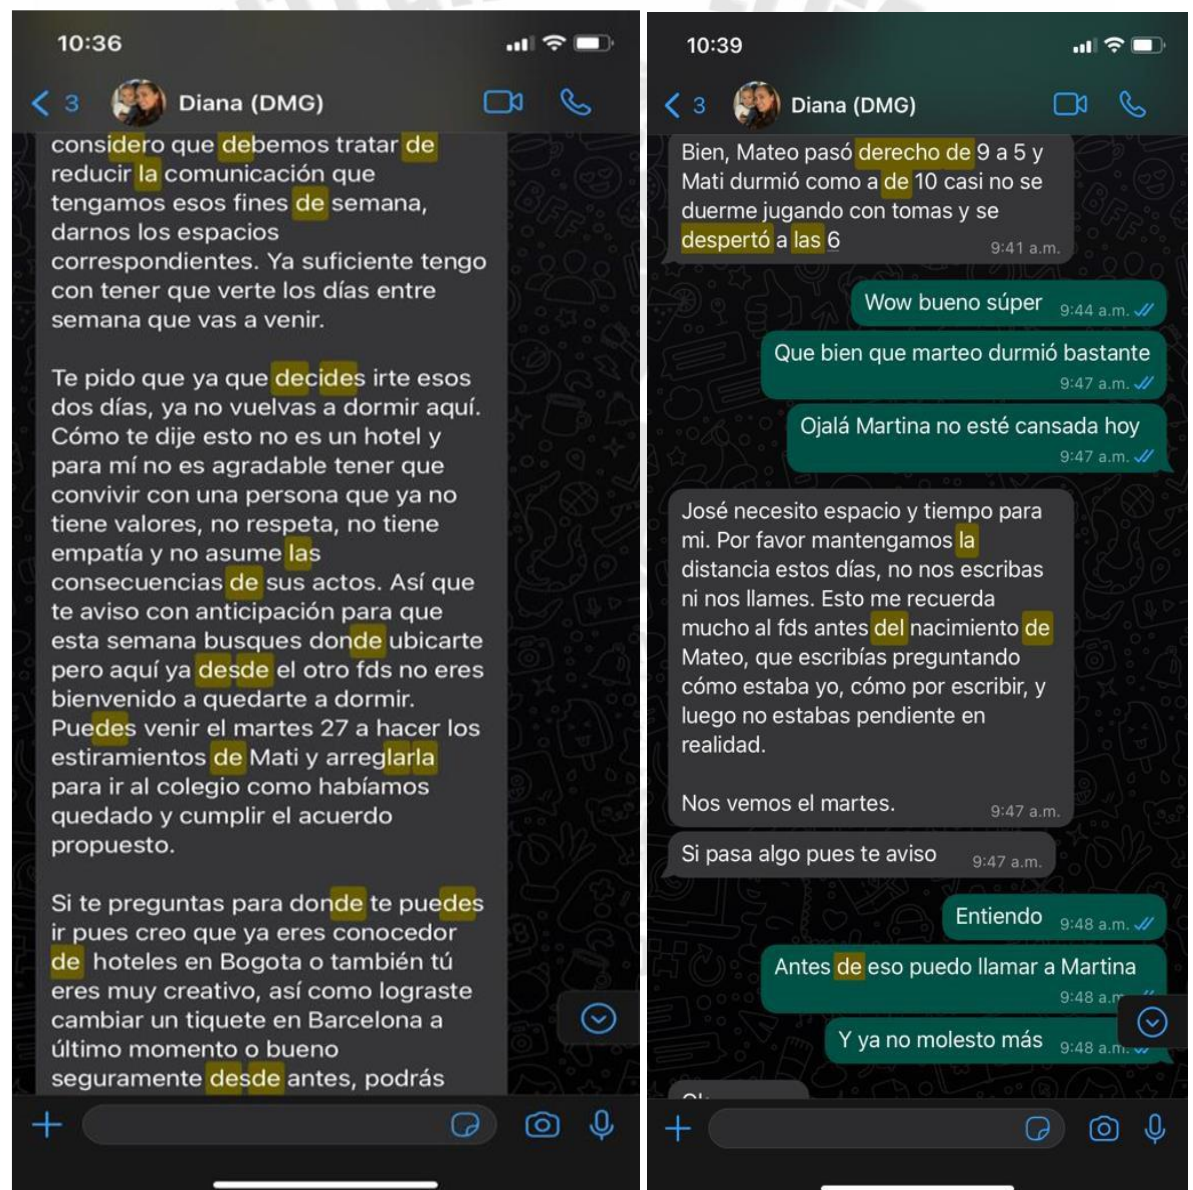 10:36
3 Diana (DMG)
considero que debemos tratar de
reducir la comunicación que
tengamos esos fines de semana,
darnos los espacios
correspondientes. Ya suficiente tengo
con tener que verte los días entre
semana que vas a venir.
Te pido que ya que decides irte esos
dos días, ya no vuelvas a dormir aquí.
Cómo te dije esto no es un hotel y
para mí no es agradable tener que
convivir con una persona que ya no
tiene valores, no respeta, no tiene
empatía y no asume las
consecuencias de sus actos. Así que
te aviso con anticipación para que
esta semana busques donde ubicarte
pero aquí ya desde el otro fds no eres
bienvenido a quedarte a dormir.
Puedes venir el martes 27 a hacer los
estiramientos de Mati y arreglarla
para ir al colegio como habíamos
quedado y cumplir el acuerdo
propuesto.
Si te preguntas para donde te puedes
ir pues creo que ya eres conocedor
de hoteles en Bogota o también tú
eres muy creativo, así como lograste
cambiar un tiquete en Barcelona a
último momento o bueno
seguramente desde antes, podrás
10:39
3 Diana (DMG)
Bien, Mateo pasó derecho de 9 a 5 y
Mati durmió como a de 10 casi no se
duerme jugando con tomas y se
despertó a las 6
9:41 a.m.
Wow bueno súper 9:44 a.m.
Que bien que marteo durmió bastante
9:47 a.m.
Ojalá Martina no esté cansada hoy
9:47 a.m.
José necesito espacio y tiempo para
mi. Por favor mantengamos la
distancia estos días, no nos escribas
ni nos llames. Esto me recuerda
mucho al fds antes del nacimiento de
Mateo, que escribías preguntando
cómo estaba yo, cómo por escribir, y
luego no estabas pendiente en
realidad.
Nos vemos el martes. 9:47 a.m.
Si pasa algo pues te aviso 9:47 a.m.
Entiendo 9:48 a.m.
Antes de eso puedo llamar a Martina
9:48 a.m.
Y ya no molesto más 9:48 a.m.